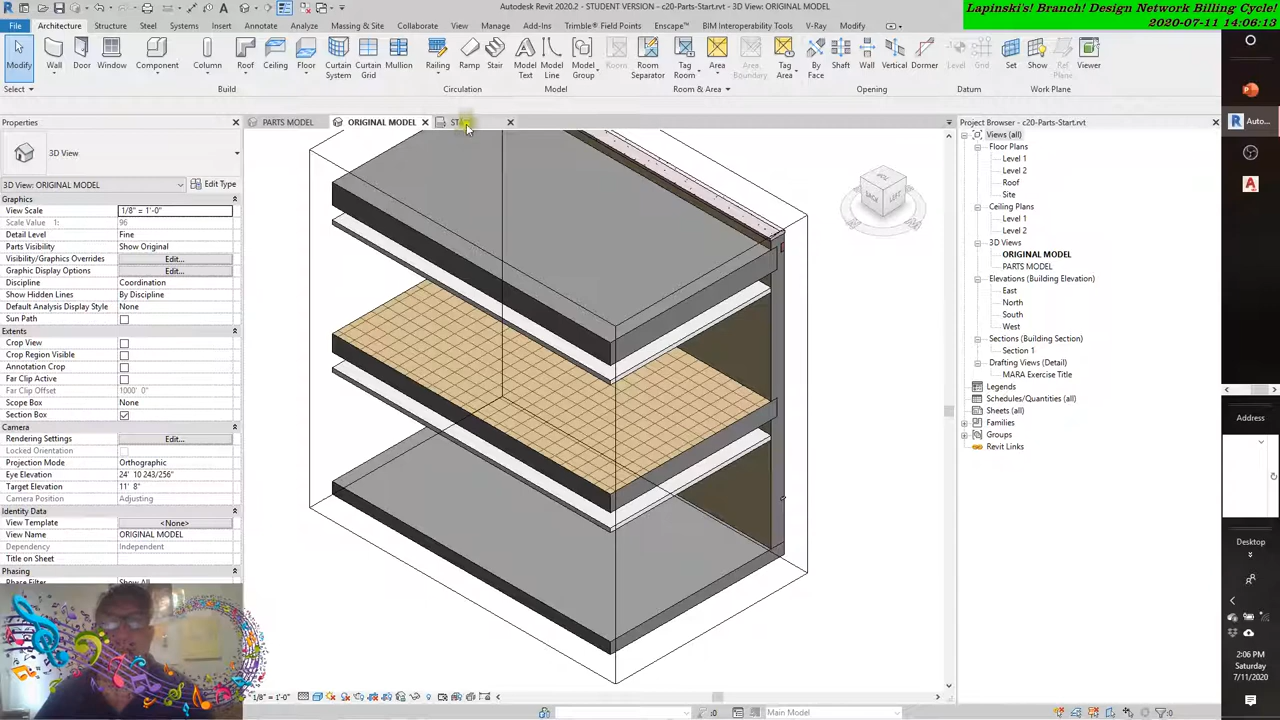 Autodesk Revit 2020.2 - STUDENT VERSION - c20-Parts-Start.rvt - 3D View: ORIGINAL MODEL
Lapinski's! Branch! Design Network Billing Cycle!
2020-07-11 14:06:13
File Architecture Structure Steel Systems Insert Annotate Analyze Massing & Site Collaborate View Manage Add-Ins Trimble® Field Points Enscape™ BIM Interoperability Tools V-Ray Modify
Modify Wall Door Window Component Column Roof Ceiling Floor Curtain System Curtain Grid Mullion Railing Ramp Stair Model Text Model Line Model Group Room Room Separator Tag Room Area Area Boundary Tag Area By Face Shaft Wall Vertical Dormer Level Grid Set Show Ref Plane Viewer
Select Build Circulation Model Room & Area Opening Datum Work Plane
Properties
PARTS MODEL
ORIGINAL MODEL
Project Browser - c20-Parts-Start.rvt
3D View
3D View: ORIGINAL MODEL Edit Type
Graphics
View Scale 1/8" = 1'-0"
Scale Value 1: 96
Detail Level Fine
Parts Visibility Show Original
Visibility/Graphics Overrides Edit...
Graphic Display Options Edit...
Discipline Coordination
Show Hidden Lines By Discipline
Default Analysis Display Style None
Sun Path
Extents
Crop View
Crop Region Visible
Annotation Crop
Far Clip Active
Far Clip Offset 1000' 0"
Scope Box None
Section Box
Camera
Rendering Settings Edit...
Locked Orientation
Projection Mode Orthographic
Eye Elevation 24' 10 243/256"
Target Elevation 11' 8"
Camera Position Adjusting
Identity Data
View Template <None>
View Name ORIGINAL MODEL
Dependency Independent
Title on Sheet
Phasing
Phase Filter Show All
Views (all)
Floor Plans
Level 1
Level 2
Roof
Site
Ceiling Plans
Level 1
Level 2
3D Views
ORIGINAL MODEL
PARTS MODEL
Elevations (Building Elevation)
East
North
South
West
Sections (Building Section)
Section 1
Drafting Views (Detail)
MARA Exercise Title
Legends
Schedules/Quantities (all)
Sheets (all)
Families
Groups
Revit Links
BACK LEFT
1/8" = 1'-0"
:0 Main Model :0
Auto...
Address
Desktop
2:06 PM
Saturday
7/11/2020